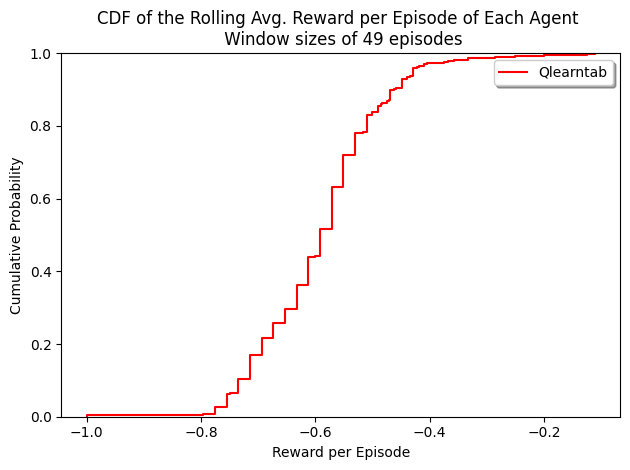 CDF of the Rolling Avg. Reward per Episode of Each Agent
Window sizes of 49 episodes
Qlearntab
1.0
0.8
0.6
0.4
0.2
0.0
Cumulative Probability
−1.0
−0.8
−0.6
−0.4
−0.2
Reward per Episode